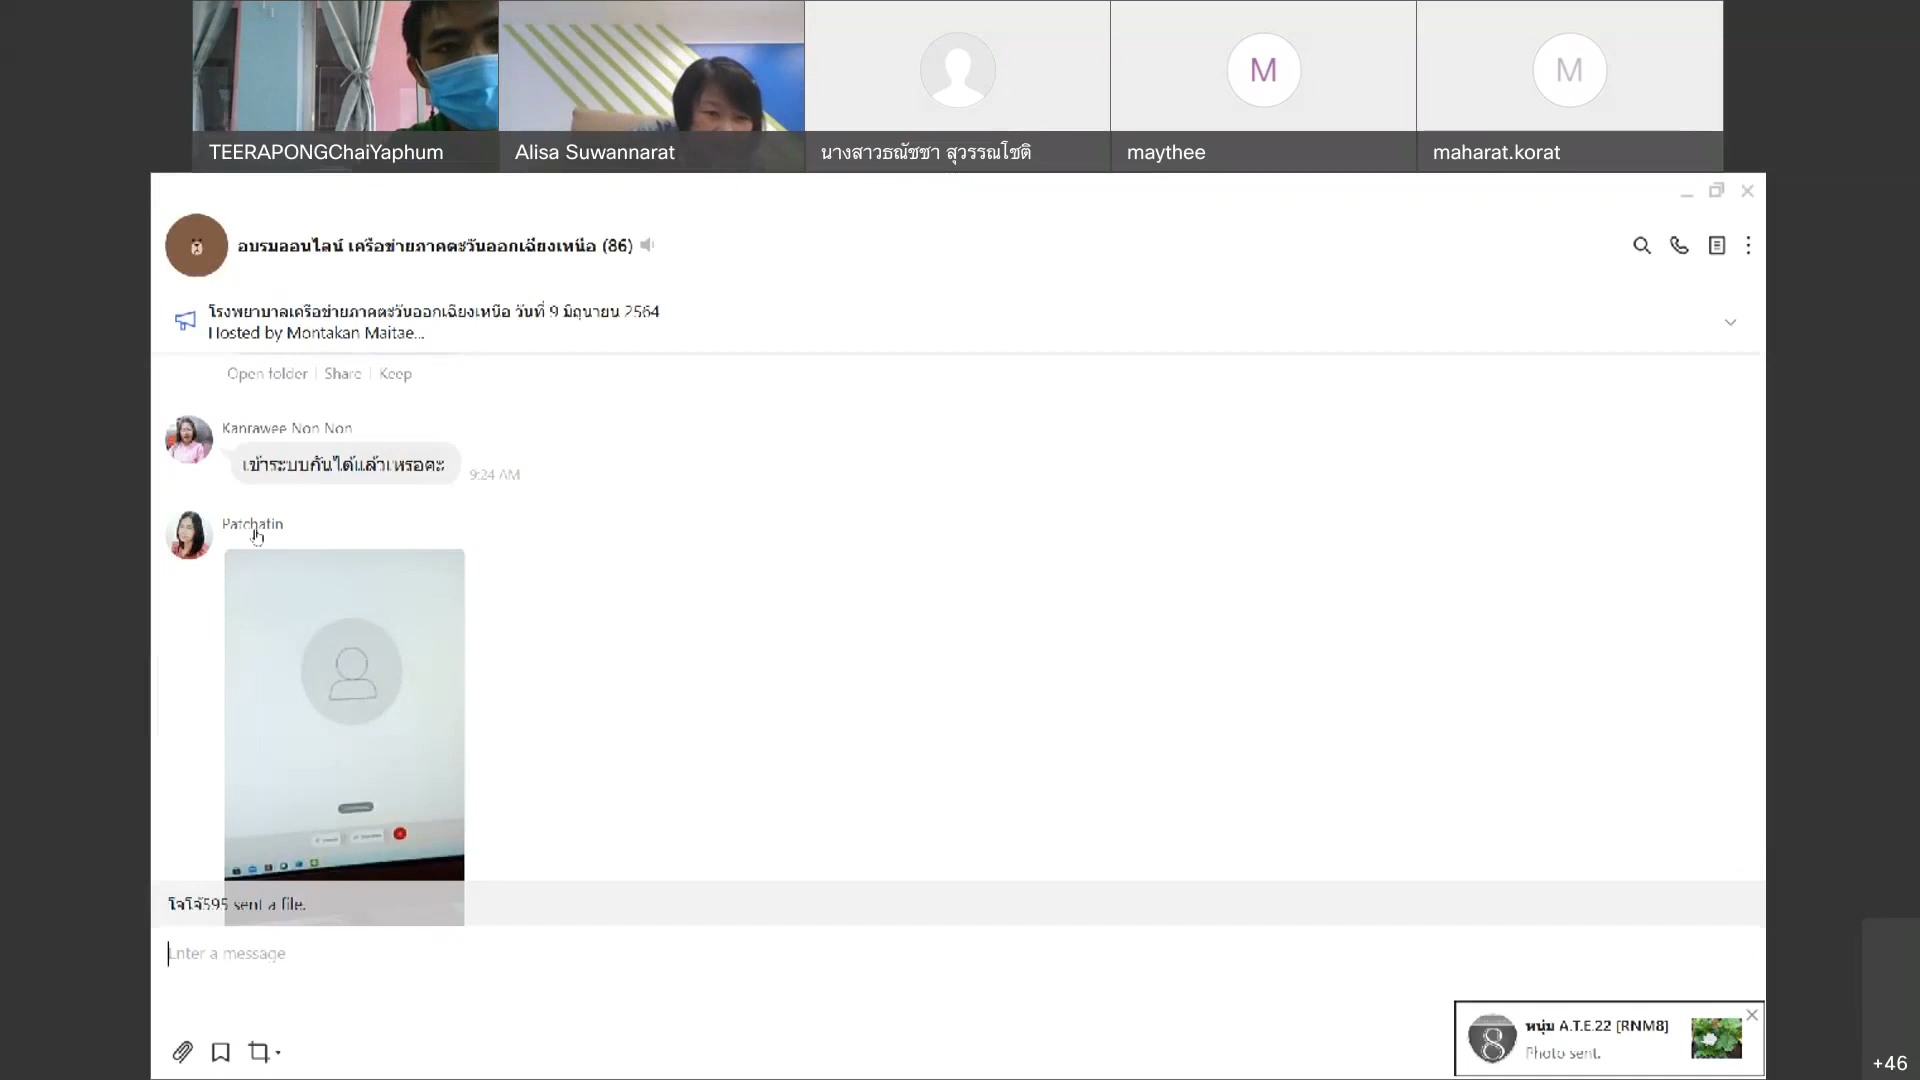 TEERAPONGChaiYaphum
Alisa Suwannarat
นางสาวธณัชชา สุวรรณโชติ
M
maythee
M
maharat.korat
อบรมออนไลน์ เครือข่ายภาคตะวันออกเฉียงเหนือ (86)
โรงพยาบาลเครือข่ายภาคตะวันออกเฉียงเหนือ วันที่ 9 มิถุนายน 2564
Hosted by Montakan Maitae...
Open folder | Share | Keep
Kanrawee Non Non
เข้าระบบกันได้แล้วเหรอคะ
9:24 AM
Patchatin
โจโจ้595 sent a file.
Enter a message
8
หนุ่ม A.T.E.22 [RNM8]
Photo sent.
+46